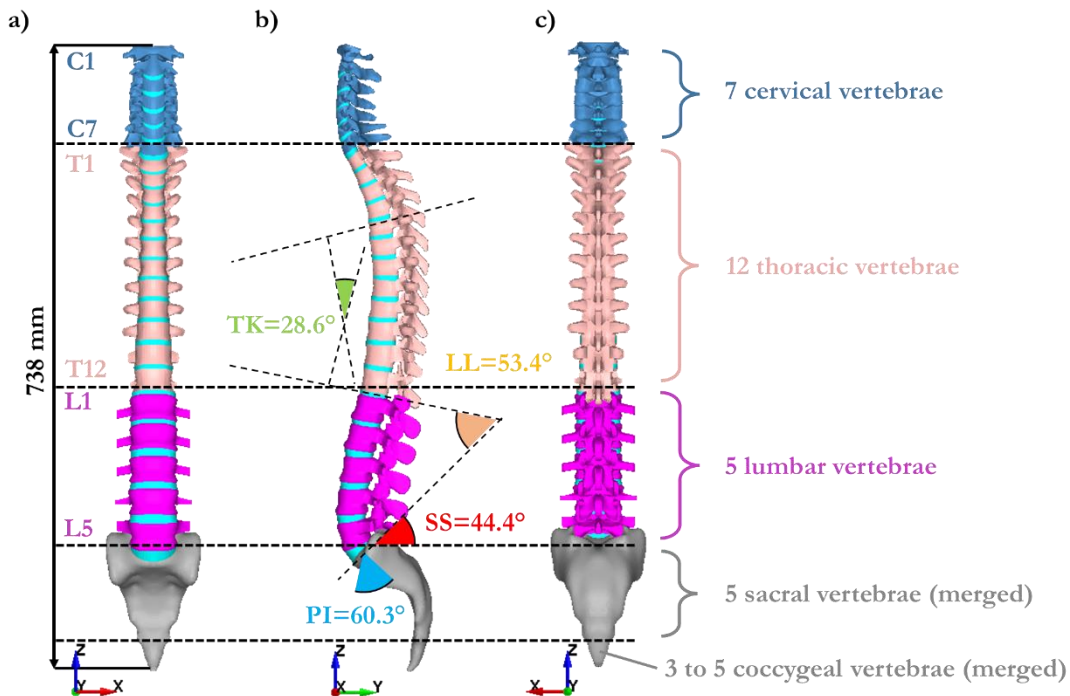 a)
b)
c)
C1
C7
T1
T12
L1
L5
738 mm
TK=28.6°
LL=53.4°
SS=44.4°
PI=60.3°
7 cervical vertebrae
12 thoracic vertebrae
5 lumbar vertebrae
5 sacral vertebrae (merged)
3 to 5 coccygeal vertebrae (merged)
Z
Y X
Z
X Y
Z
X Y